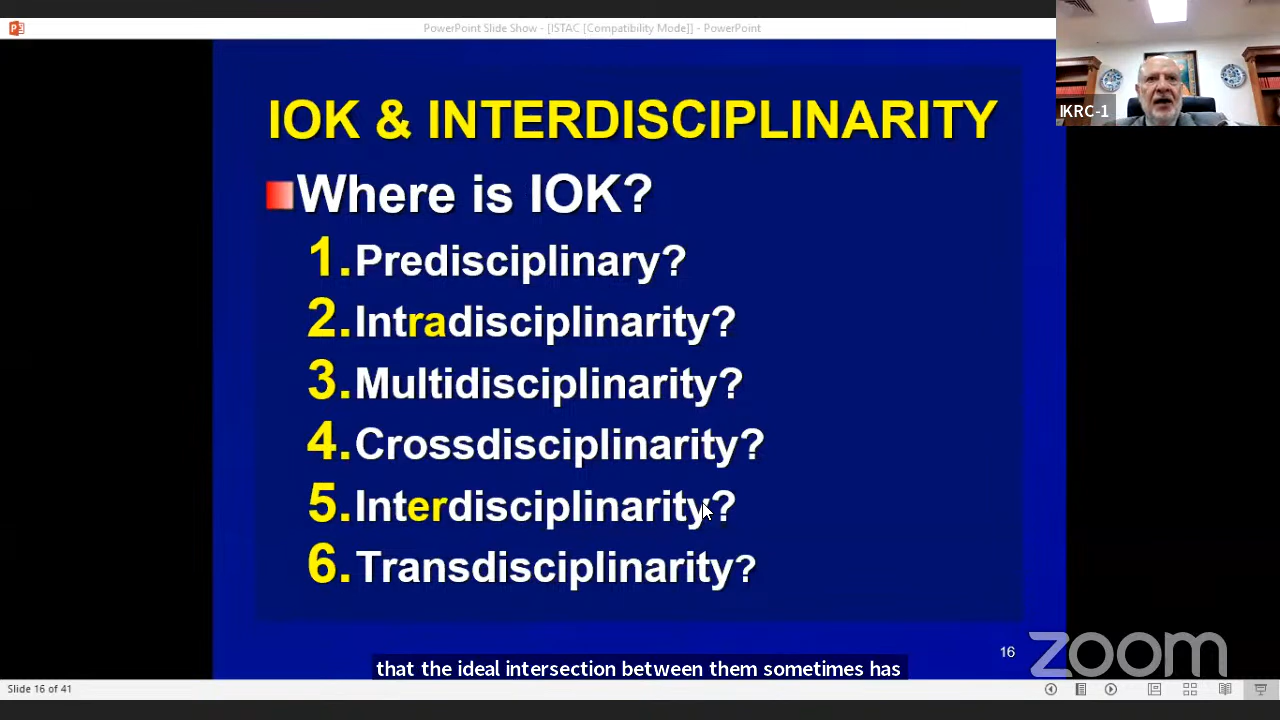 PowerPoint Slide Show - [ISTAC [Compatibility Mode]] - PowerPoint
IKRC-1
IOK & INTERDISCIPLINARITY
Where is IOK?
1. Predisciplinary?
2. Intradisciplinarity?
3. Multidisciplinarity?
4. Crossdisciplinarity?
5. Interdisciplinarity?
6. Transdisciplinarity?
16
zoom
that the ideal intersection between them sometimes has
Slide 16 of 41